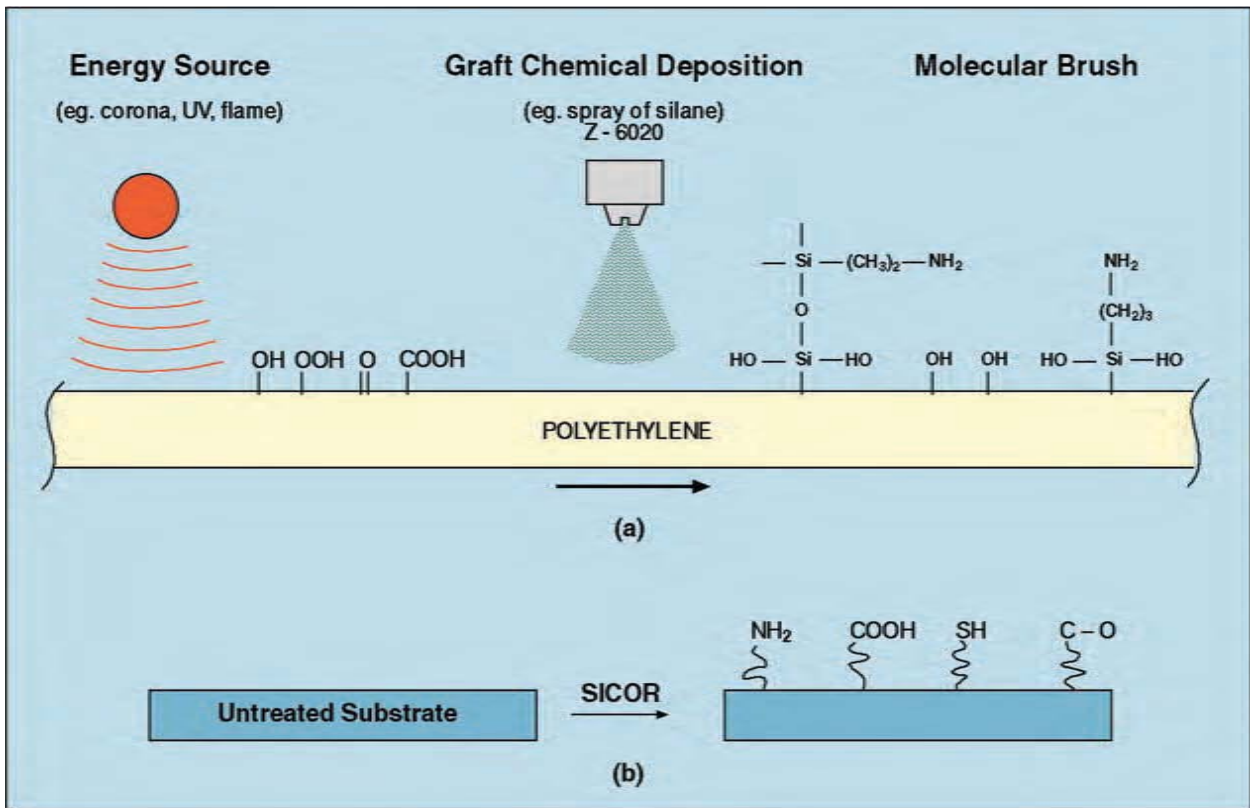 Energy Source
(eg. corona, UV, flame)
Graft Chemical Deposition
(eg. spray of silane)
Z - 6020
Molecular Brush
OH OOH O COOH
Si (CH₃)₂ NH₂
O
HO Si HO
OH OH
NH₂
(CH₂)₃
HO Si HO
POLYETHYLENE
(a)
Untreated Substrate
SICOR
NH₂ COOH SH C – O
(b)